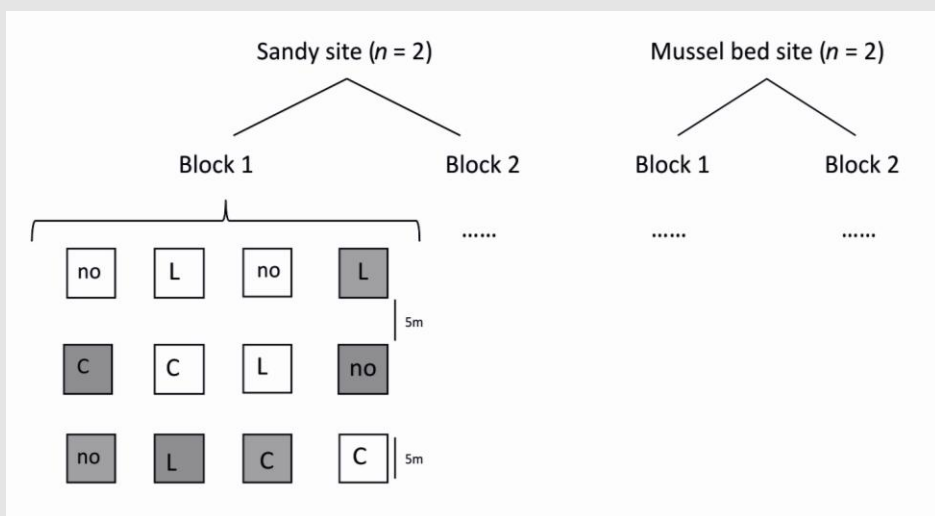 Sandy site (n = 2) Mussel bed site (n = 2)
Block 1 Block 2 Block 1 Block 2
...... ...... ......
no L no L
5m
C C L no
no L C C 5m